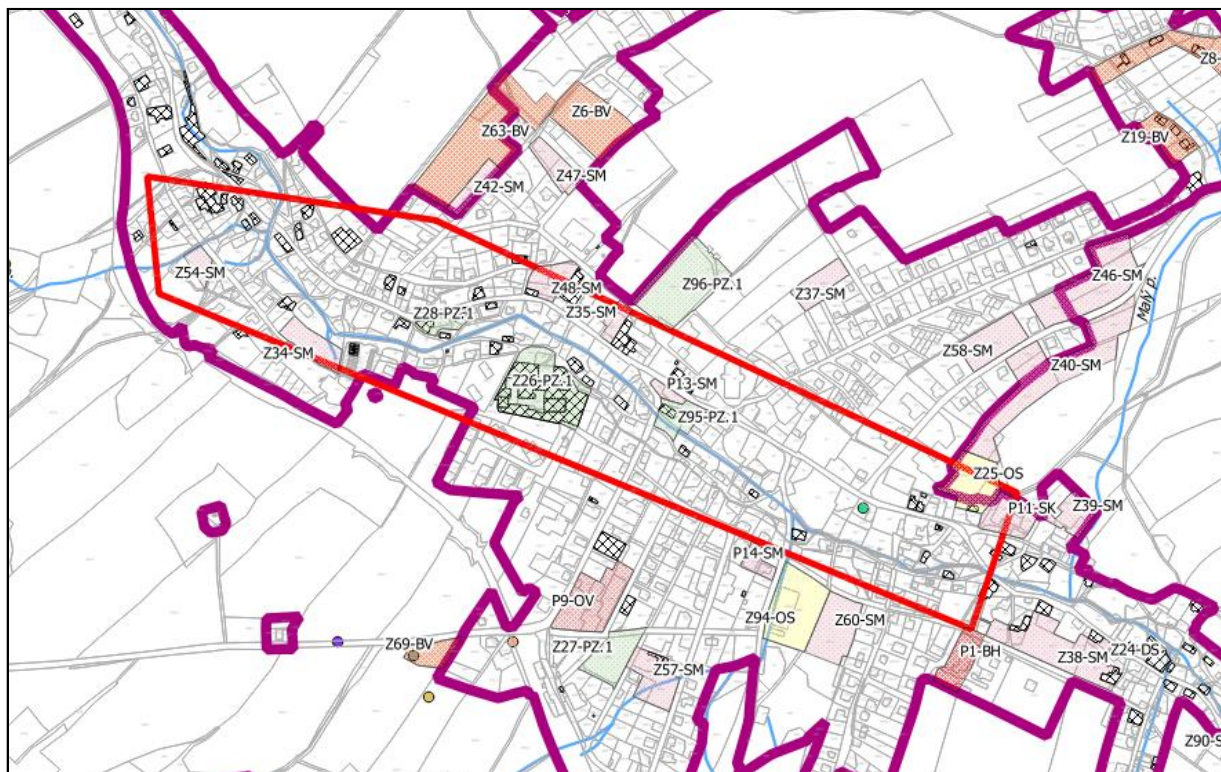 Z8-
Z6-BV
Z63-BV
Z19-BV
Z47-SM
Z42-SM
Z54-SM
Z46-SM
Z48-SM
Z96-PZ.1
Z37-SM
Malý p.
Z28-PZ.1
Z35-SM
Z34-SM
Z58-SM
Z40-SM
Z26-PZ.1
P13-SM
Z95-PZ.1
Z25-OS
P11-SK
Z39-SM
P14-SM
P9-OV
Z94-OS
Z60-SM
Z69-BV
Z27-PZ.1
P1-BH
Z38-SM
Z24-DS
Z57-SM
Z90-S